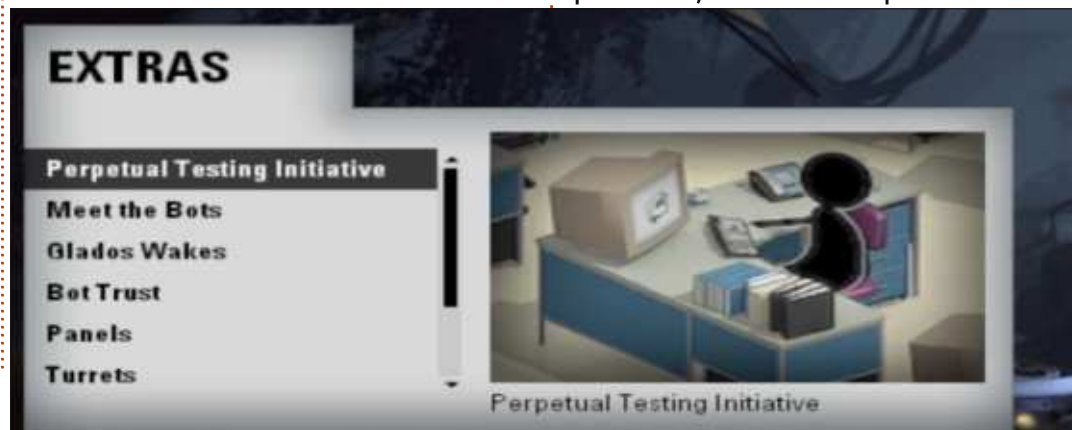 EXTRAS
Perpetual Testing Initiative
Meet the Bots
Glados Wakes
Bot Trust
Panels
Turrets
Perpetual Testing Initiative